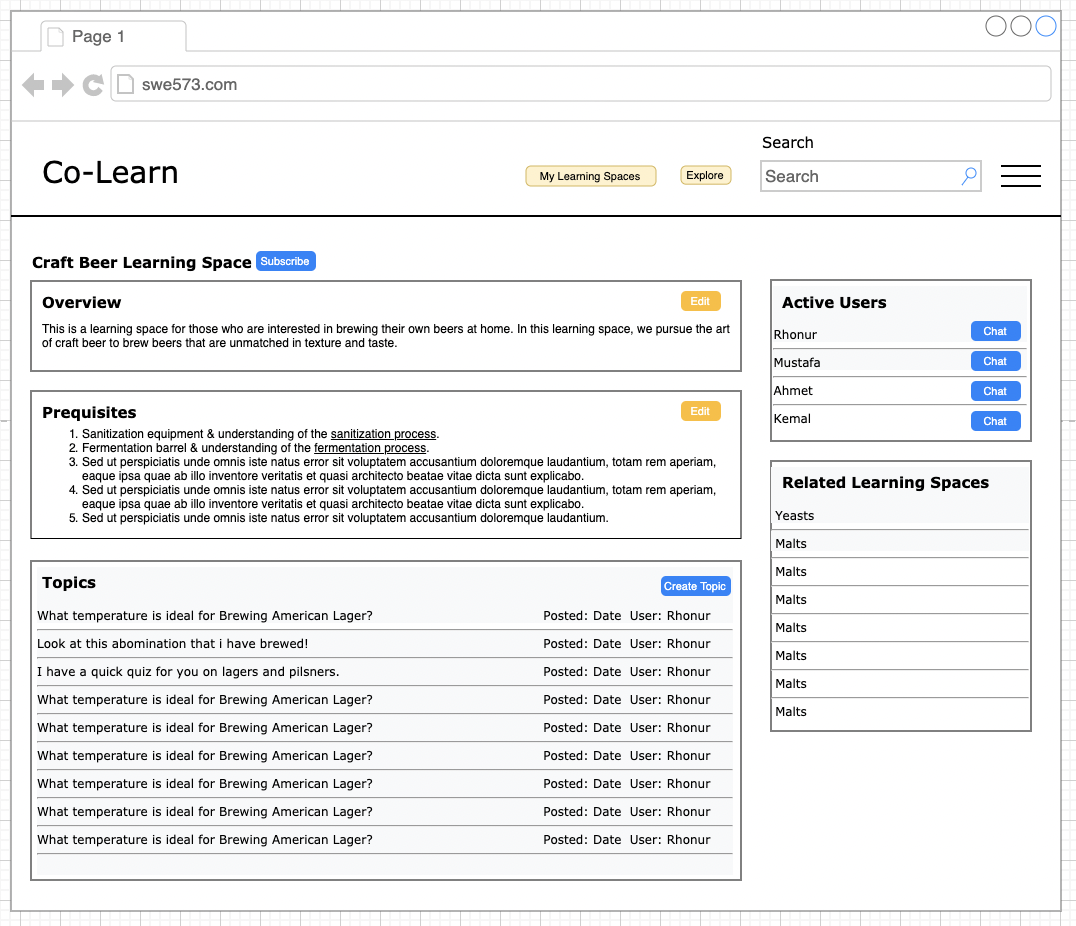 Page 1
swe573.com
Co-Learn
My Learning Spaces
Explore
Search
Search
Craft Beer Learning Space
Subscribe
Overview
Edit
This is a learning space for those who are interested in brewing their own beers at home. In this learning space, we pursue the art
of craft beer to brew beers that are unmatched in texture and taste.
Prequisites
Edit
1. Sanitization equipment & understanding of the sanitization process.
2. Fermentation barrel & understanding of the fermentation process.
3. Sed ut perspiciatis unde omnis iste natus error sit voluptatem accusantium doloremque laudantium, totam rem aperiam,
eaque ipsa quae ab illo inventore veritatis et quasi architecto beatae vitae dicta sunt explicabo.
4. Sed ut perspiciatis unde omnis iste natus error sit voluptatem accusantium doloremque laudantium, totam rem aperiam,
eaque ipsa quae ab illo inventore veritatis et quasi architecto beatae vitae dicta sunt explicabo.
5. Sed ut perspiciatis unde omnis iste natus error sit voluptatem accusantium doloremque laudantium.
Topics
Create Topic
What temperature is ideal for Brewing American Lager? Posted: Date User: Rhonur
Look at this abomination that i have brewed! Posted: Date User: Rhonur
I have a quick quiz for you on lagers and pilsners. Posted: Date User: Rhonur
What temperature is ideal for Brewing American Lager? Posted: Date User: Rhonur
What temperature is ideal for Brewing American Lager? Posted: Date User: Rhonur
What temperature is ideal for Brewing American Lager? Posted: Date User: Rhonur
What temperature is ideal for Brewing American Lager? Posted: Date User: Rhonur
What temperature is ideal for Brewing American Lager? Posted: Date User: Rhonur
What temperature is ideal for Brewing American Lager? Posted: Date User: Rhonur
Active Users
Rhonur Chat
Mustafa Chat
Ahmet Chat
Kemal Chat
Related Learning Spaces
Yeasts
Malts
Malts
Malts
Malts
Malts
Malts
Malts